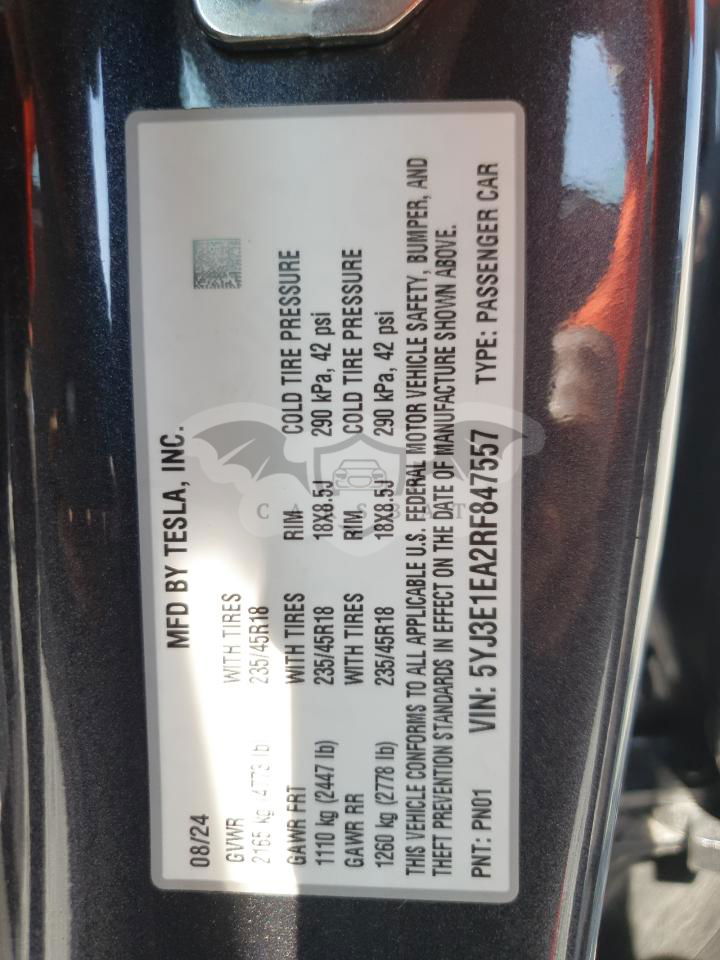 MFD BY TESLA, INC.
08/24
GVWR WITH TIRES
2165 kg (4773 lb) 235/45R18
GAWR FRT WITH TIRES RIM COLD TIRE PRESSURE
1110 kg (2447 lb) 235/45R18 18X8.5J 290 kPa, 42 psi
GAWR RR WITH TIRES RIM COLD TIRE PRESSURE
1260 kg (2778 lb) 235/45R18 18X8.5J 290 kPa, 42 psi
THIS VEHICLE CONFORMS TO ALL APPLICABLE U.S. FEDERAL MOTOR VEHICLE SAFETY, BUMPER, AND
THEFT PREVENTION STANDARDS IN EFFECT ON THE DATE OF MANUFACTURE SHOWN ABOVE.
PNT: PN01 VIN: 5YJ3E1EA2RF847557 TYPE: PASSENGER CAR